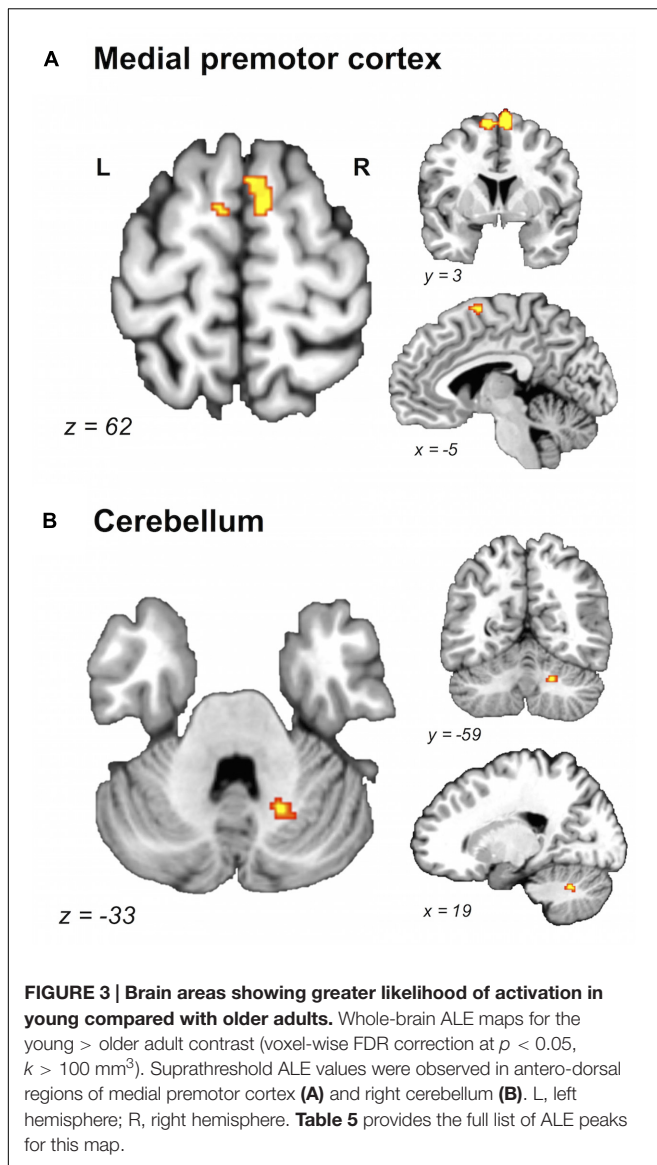 A Medial premotor cortex
L
R
y = 3
x = -5
z = 62
B Cerebellum
y = -59
x = 19
z = -33
FIGURE 3 | Brain areas showing greater likelihood of activation in
young compared with older adults. Whole-brain ALE maps for the
young > older adult contrast (voxel-wise FDR correction at p < 0.05,
k > 100 mm³). Suprathreshold ALE values were observed in antero-dorsal
regions of medial premotor cortex (A) and right cerebellum (B). L, left
hemisphere; R, right hemisphere. Table 5 provides the full list of ALE peaks
for this map.